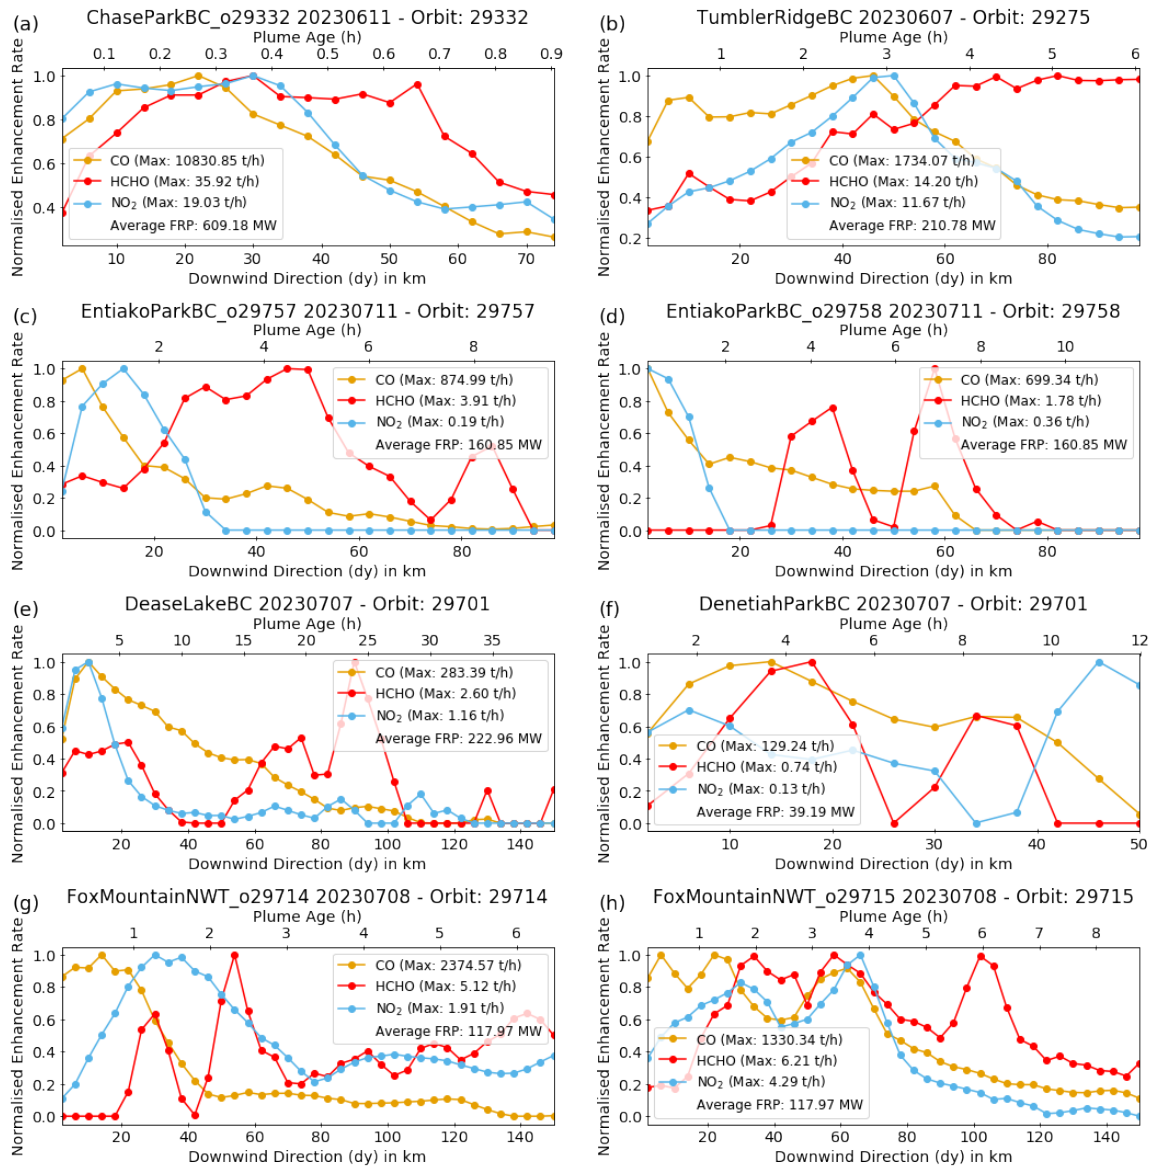 (a)
ChaseParkBC_o29332 20230611 - Orbit: 29332
Plume Age (h)
0.1 0.2 0.3 0.4 0.5 0.6 0.7 0.8 0.9
Normalised Enhancement Rate
1.0
0.8
0.6
0.4
CO (Max: 10830.85 t/h)
HCHO (Max: 35.92 t/h)
NO₂ (Max: 19.03 t/h)
Average FRP: 609.18 MW
10 20 30 40 50 60 70
Downwind Direction (dy) in km
(b)
TumblerRidgeBC 20230607 - Orbit: 29275
Plume Age (h)
1 2 3 4 5 6
Normalised Enhancement Rate
1.0
0.8
0.6
0.4
0.2
CO (Max: 1734.07 t/h)
HCHO (Max: 14.20 t/h)
NO₂ (Max: 11.67 t/h)
Average FRP: 210.78 MW
20 40 60 80
Downwind Direction (dy) in km
(c)
EntiakoParkBC_o29757 20230711 - Orbit: 29757
Plume Age (h)
2 4 6 8
Normalised Enhancement Rate
1.0
0.8
0.6
0.4
0.2
0.0
CO (Max: 874.99 t/h)
HCHO (Max: 3.91 t/h)
NO₂ (Max: 0.19 t/h)
Average FRP: 160.85 MW
20 40 60 80
Downwind Direction (dy) in km
(d)
EntiakoParkBC_o29758 20230711 - Orbit: 29758
Plume Age (h)
2 4 6 8 10
Normalised Enhancement Rate
1.0
0.8
0.6
0.4
0.2
0.0
CO (Max: 699.34 t/h)
HCHO (Max: 1.78 t/h)
NO₂ (Max: 0.36 t/h)
Average FRP: 160.85 MW
20 40 60 80
Downwind Direction (dy) in km
(e)
DeaseLakeBC 20230707 - Orbit: 29701
Plume Age (h)
5 10 15 20 25 30 35
Normalised Enhancement Rate
1.0
0.8
0.6
0.4
0.2
0.0
CO (Max: 283.39 t/h)
HCHO (Max: 2.60 t/h)
NO₂ (Max: 1.16 t/h)
Average FRP: 222.96 MW
20 40 60 80 100 120 140
Downwind Direction (dy) in km
(f)
DenetiahParkBC 20230707 - Orbit: 29701
Plume Age (h)
2 4 6 8 10 12
Normalised Enhancement Rate
1.0
0.8
0.6
0.4
0.2
0.0
CO (Max: 129.24 t/h)
HCHO (Max: 0.74 t/h)
NO₂ (Max: 0.13 t/h)
Average FRP: 39.19 MW
10 20 30 40 50
Downwind Direction (dy) in km
(g)
FoxMountainNWT_o29714 20230708 - Orbit: 29714
Plume Age (h)
1 2 3 4 5 6
Normalised Enhancement Rate
1.0
0.8
0.6
0.4
0.2
0.0
CO (Max: 2374.57 t/h)
HCHO (Max: 5.12 t/h)
NO₂ (Max: 1.91 t/h)
Average FRP: 117.97 MW
20 40 60 80 100 120 140
Downwind Direction (dy) in km
(h)
FoxMountainNWT_o29715 20230708 - Orbit: 29715
Plume Age (h)
1 2 3 4 5 6 7 8
Normalised Enhancement Rate
1.0
0.8
0.6
0.4
0.2
0.0
CO (Max: 1330.34 t/h)
HCHO (Max: 6.21 t/h)
NO₂ (Max: 4.29 t/h)
Average FRP: 117.97 MW
20 40 60 80 100 120 140
Downwind Direction (dy) in km